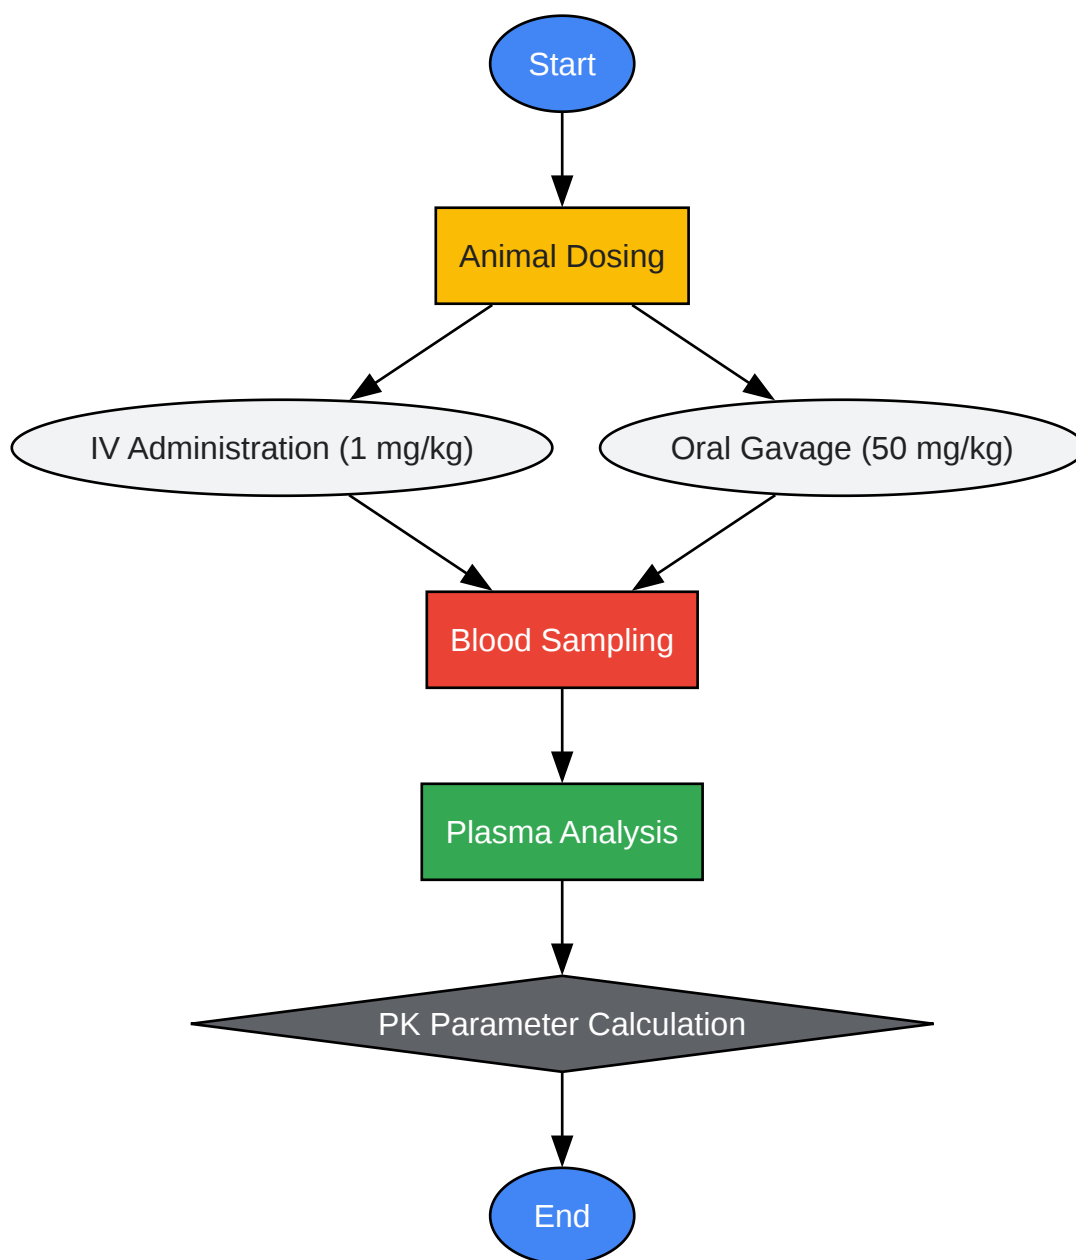 Start
Animal Dosing
IV Administration (1 mg/kg)
Oral Gavage (50 mg/kg)
Blood Sampling
Plasma Analysis
PK Parameter Calculation
End